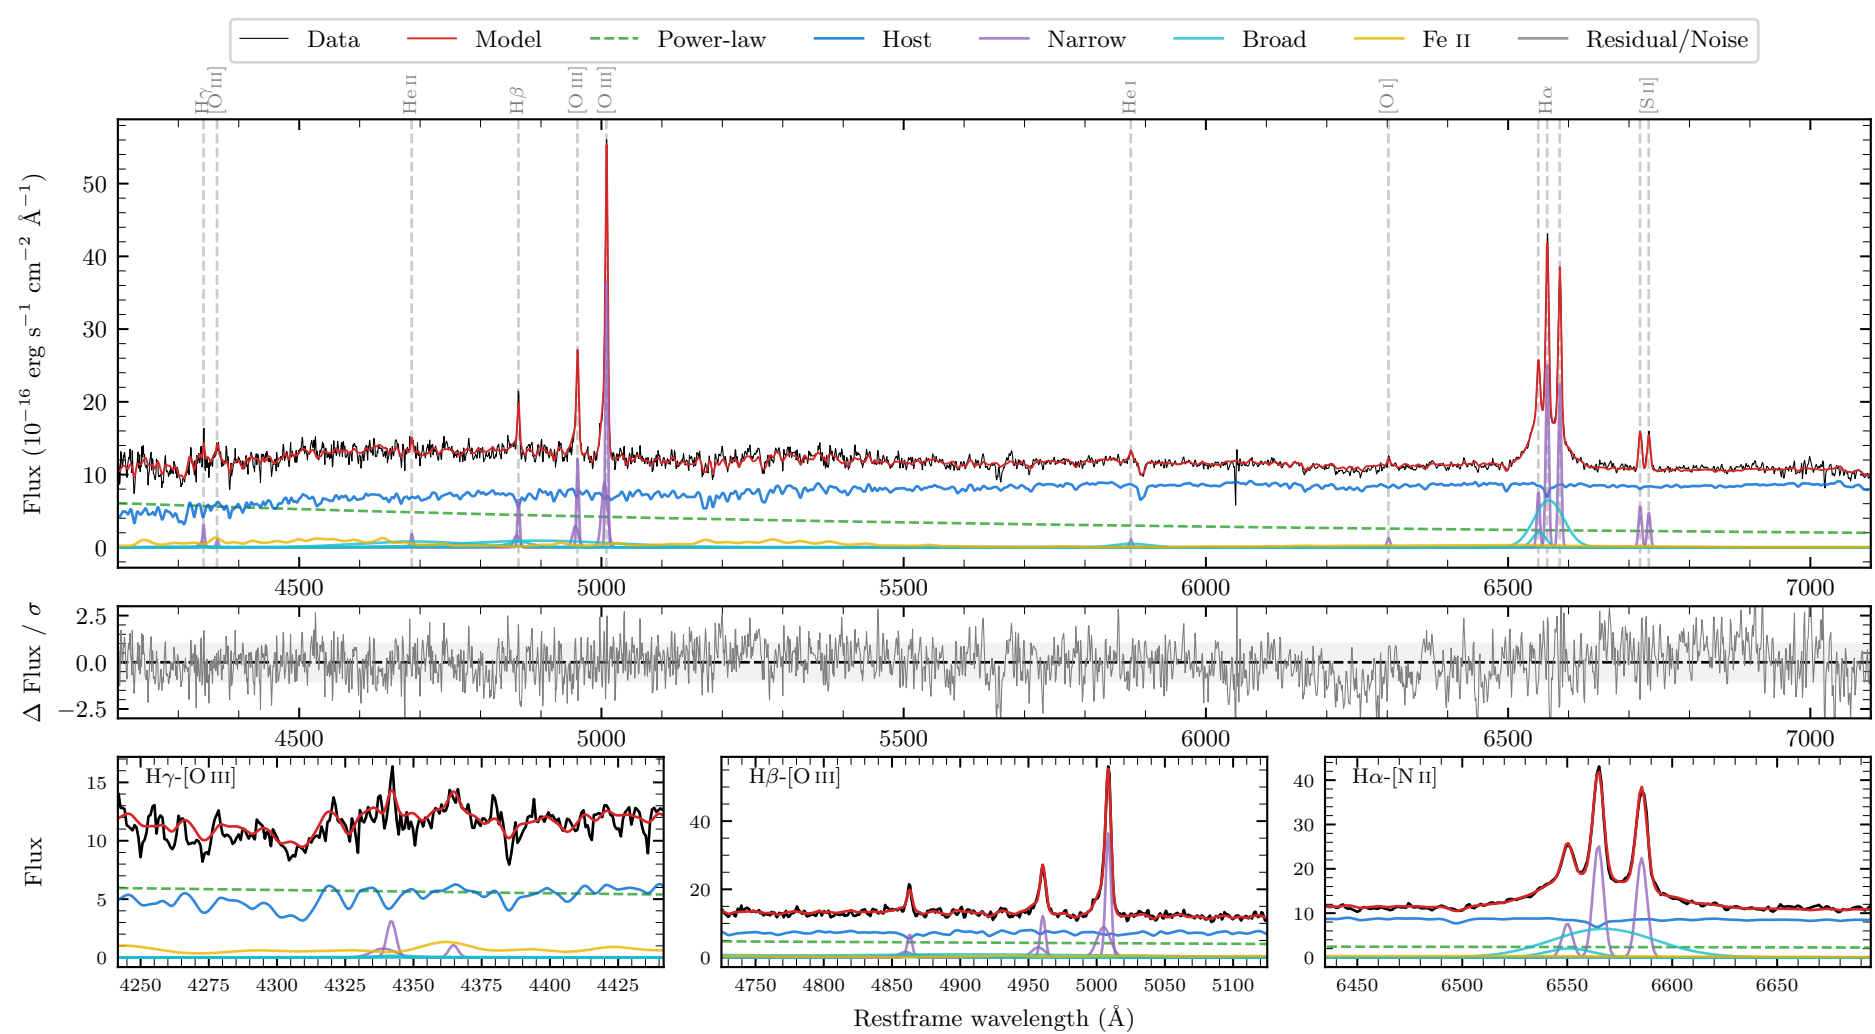 Data Model Power-law Host Narrow Broad Fe II Residual/Noise
Hγ [O III] He II Hβ [O III] [O III] He I [O I] Hα [S II]
Flux (10⁻¹⁶ erg s⁻¹ cm⁻² Å⁻¹)
50
40
30
20
10
0
4500 5000 5500 6000 6500 7000
Δ Flux / σ
2.5
0.0
−2.5
4500 5000 5500 6000 6500 7000
Flux
Hγ-[O III]
15
10
5
0
4250 4275 4300 4325 4350 4375 4400 4425
Hβ-[O III]
40
20
0
4750 4800 4850 4900 4950 5000 5050 5100
Hα-[N II]
40
30
20
10
0
6450 6500 6550 6600 6650
Restframe wavelength (Å)